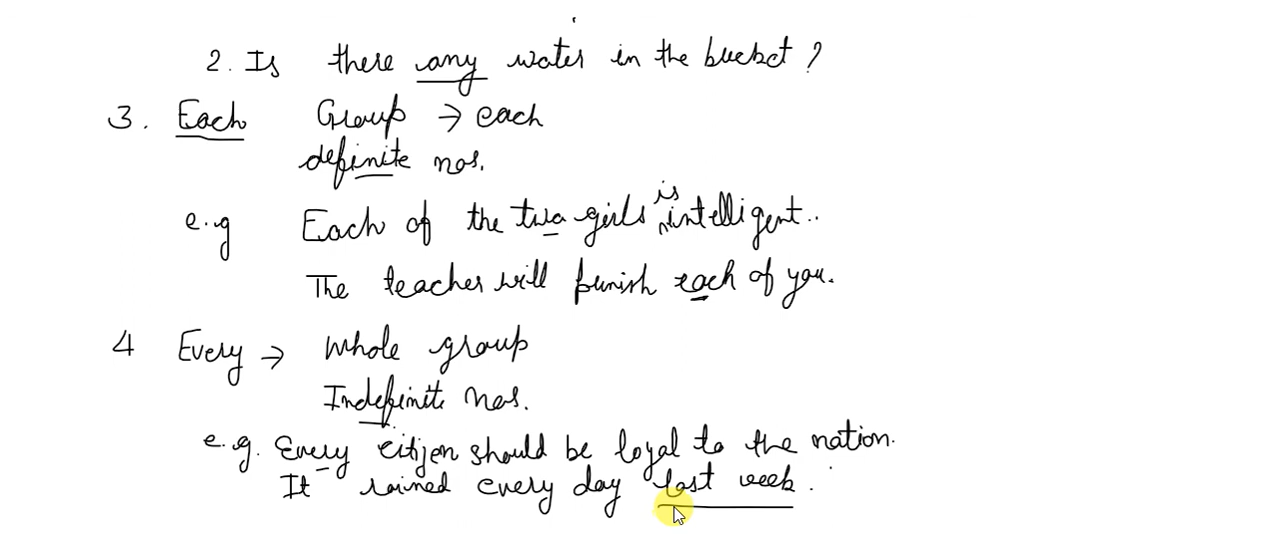 2. Is there any water in the bucket ?
3. Each Group → each
definite nos.
e.g Each of the two girls is intelligent..
The teacher will punish each of you.
4 Every → Whole group
Indefinite nos.
e.g. Every citizen should be loyal to the nation.
It rained every day last week.